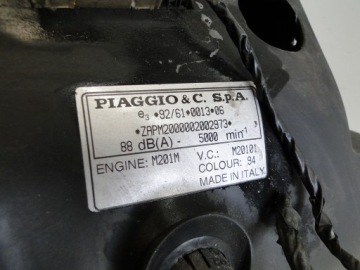 PIAGGIO & C. S.p.A.
e3 *92/61*0013*06
*ZAPM2000002002973*
88 dB(A) - 5000 min⁻¹
ENGINE: M201M V.C.: M20101
COLOUR: 94
MADE IN ITALY